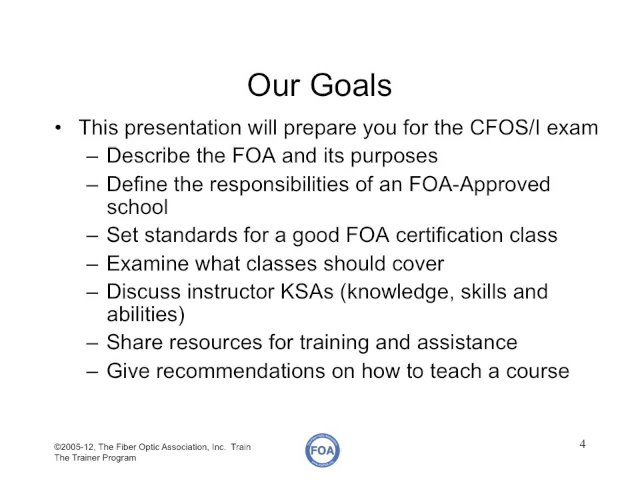 Our Goals
• This presentation will prepare you for the CFOS/I exam
– Describe the FOA and its purposes
– Define the responsibilities of an FOA-Approved
school
– Set standards for a good FOA certification class
– Examine what classes should cover
– Discuss instructor KSAs (knowledge, skills and
abilities)
– Share resources for training and assistance
– Give recommendations on how to teach a course
©2005-12, The Fiber Optic Association, Inc. Train
The Trainer Program
FOA
4